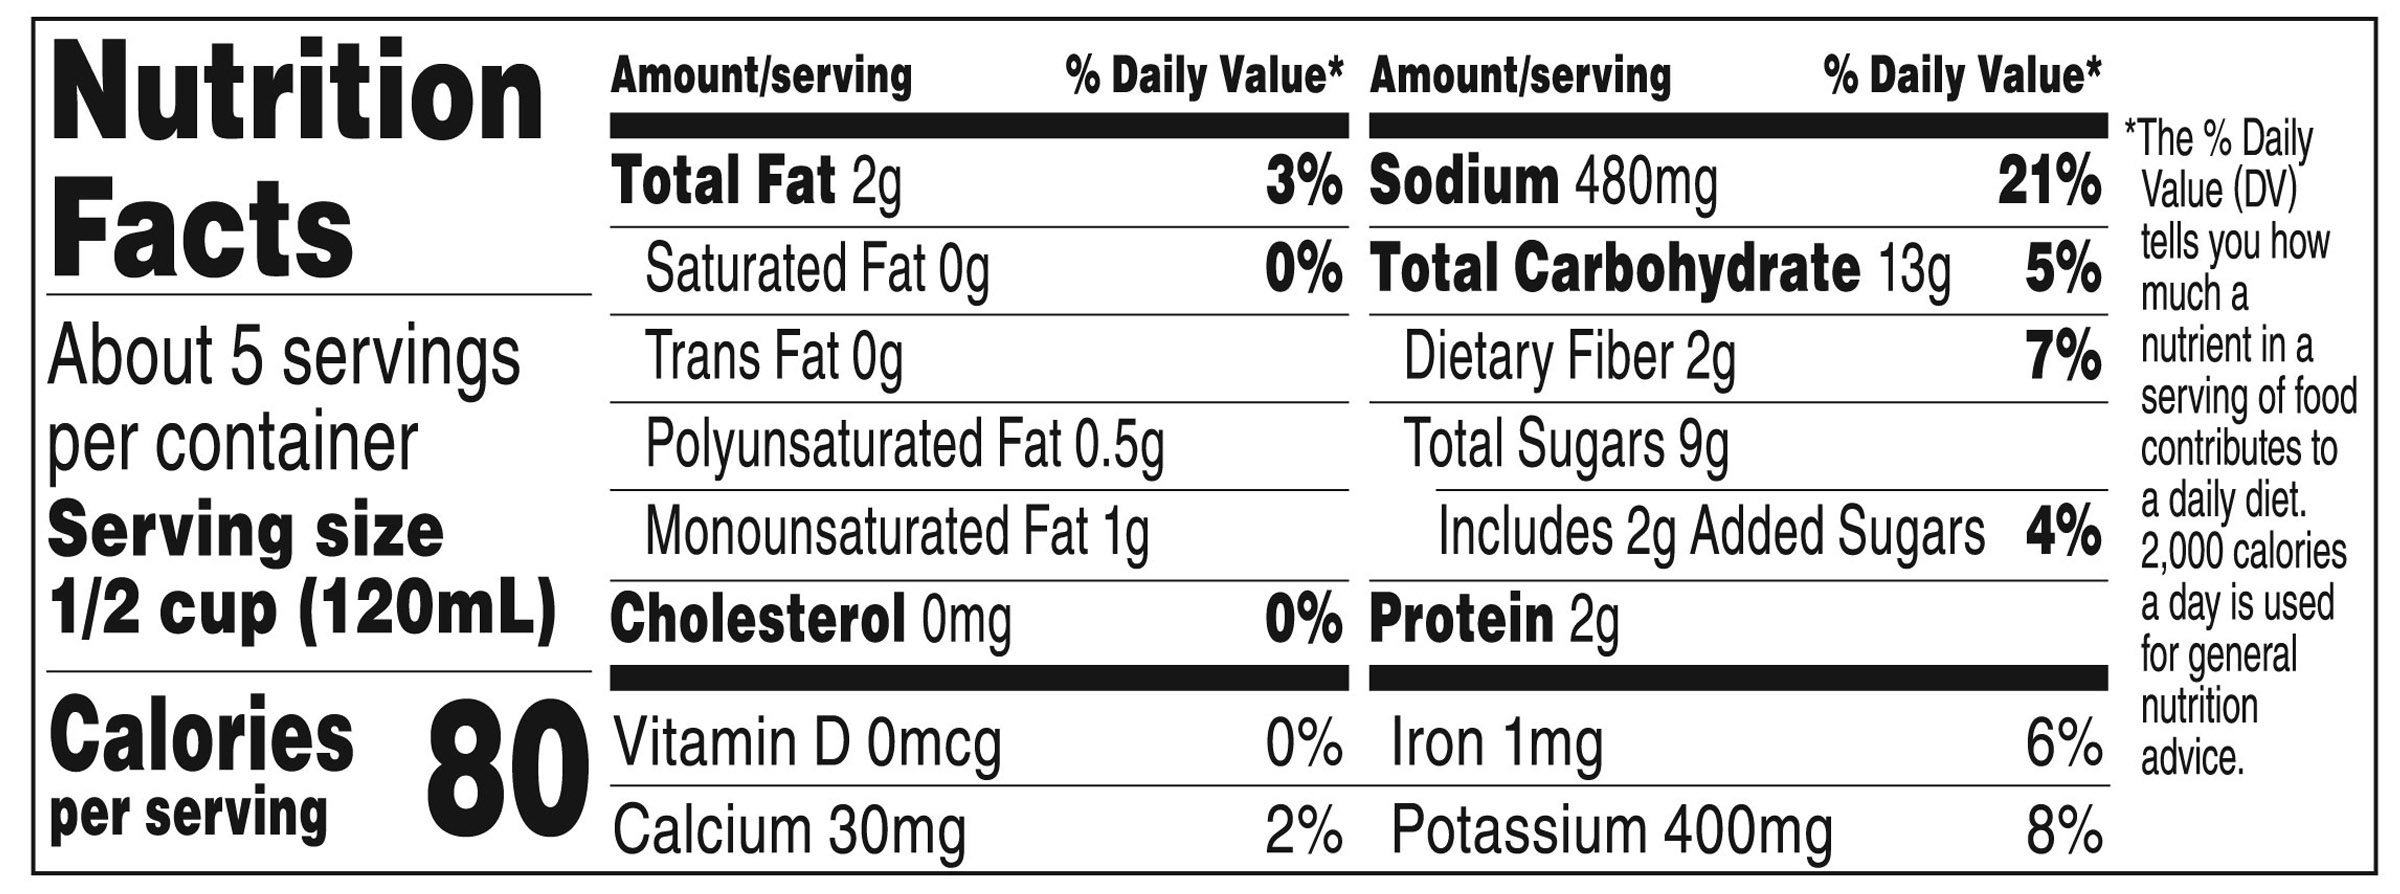 Nutrition
Facts
About 5 servings
per container
Serving size
1/2 cup (120mL)
Calories 80
per serving
Amount/serving % Daily Value*
Total Fat 2g 3%
Saturated Fat 0g 0%
Trans Fat 0g
Polyunsaturated Fat 0.5g
Monounsaturated Fat 1g
Cholesterol 0mg 0%
Amount/serving % Daily Value*
Sodium 480mg 21%
Total Carbohydrate 13g 5%
Dietary Fiber 2g 7%
Total Sugars 9g
Includes 2g Added Sugars 4%
Protein 2g
Vitamin D 0mcg 0% Iron 1mg 6%
Calcium 30mg 2% Potassium 400mg 8%
*The % Daily
Value (DV)
tells you how
much a
nutrient in a
serving of food
contributes to
a daily diet.
2,000 calories
a day is used
for general
nutrition
advice.